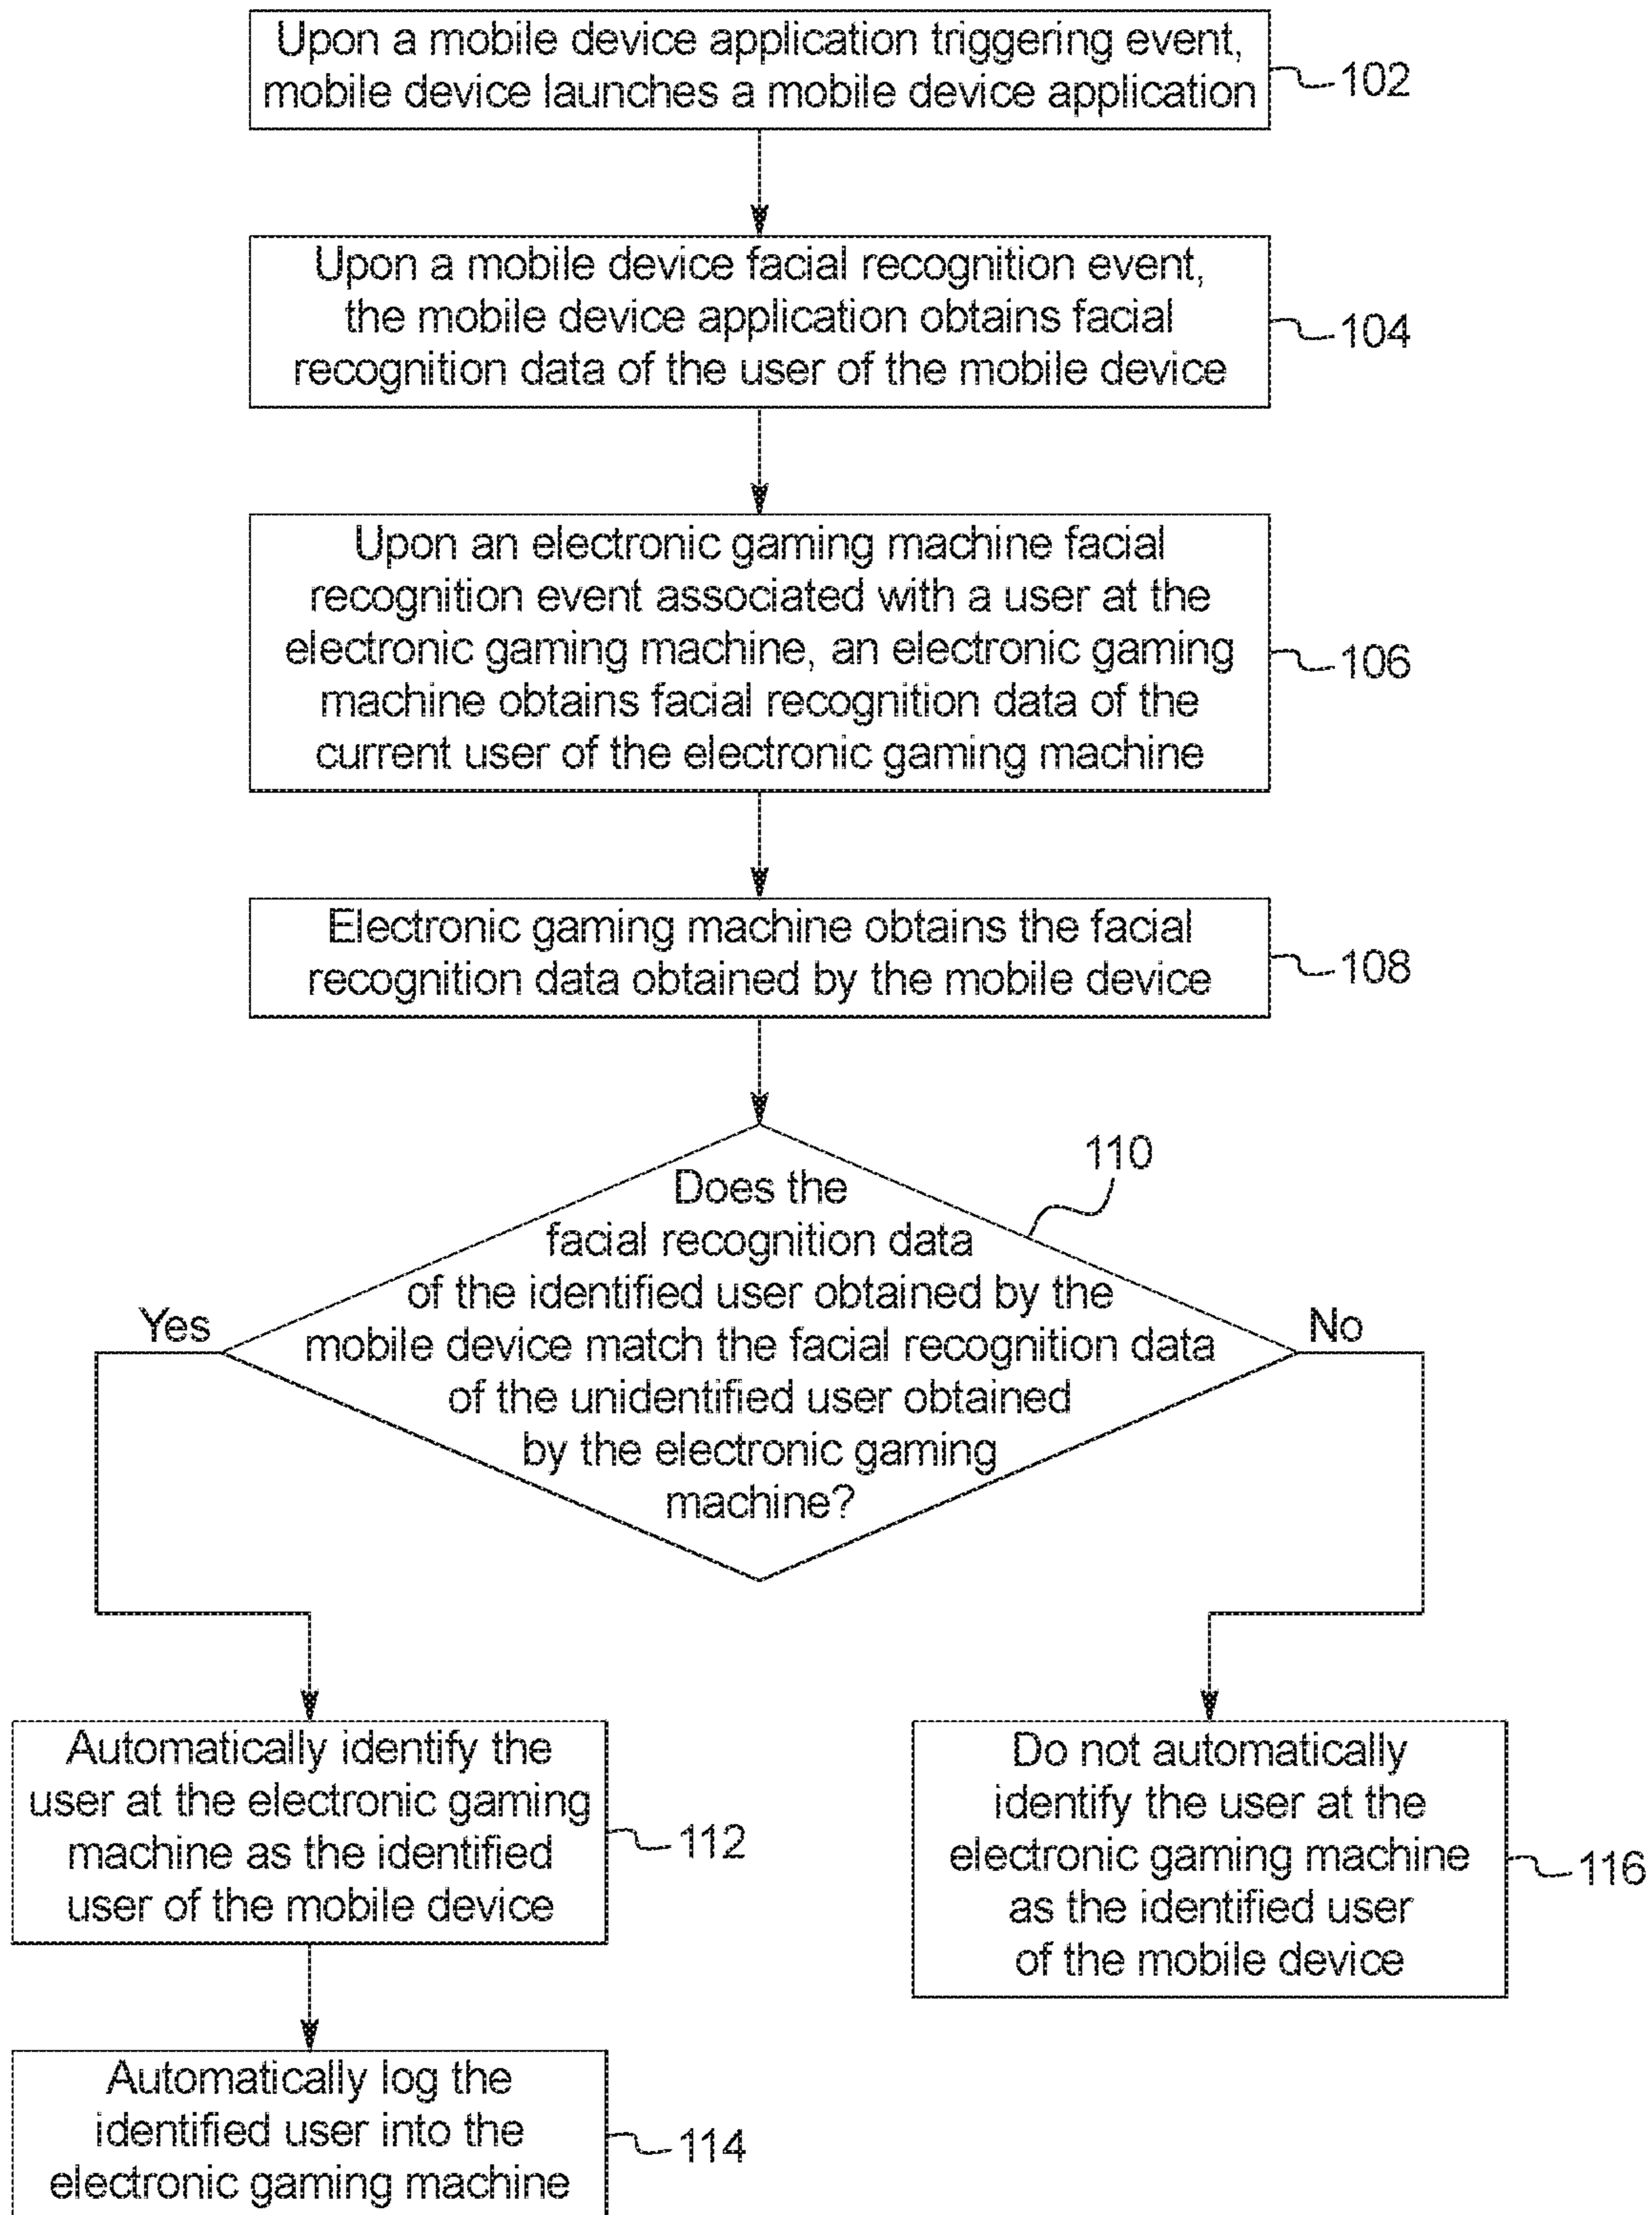 Upon a mobile device application triggering event,
mobile device launches a mobile device application
102
Upon a mobile device facial recognition event,
the mobile device application obtains facial
recognition data of the user of the mobile device
104
Upon an electronic gaming machine facial
recognition event associated with a user at the
electronic gaming machine, an electronic gaming
machine obtains facial recognition data of the
current user of the electronic gaming machine
106
Electronic gaming machine obtains the facial
recognition data obtained by the mobile device
108
110
Does the
facial recognition data
of the identified user obtained by the
mobile device match the facial recognition data
of the unidentified user obtained
by the electronic gaming
machine?
Yes
No
Automatically identify the
user at the electronic gaming
machine as the identified
user of the mobile device
112
Do not automatically
identify the user at the
electronic gaming machine
as the identified user
of the mobile device
116
Automatically log the
identified user into the
electronic gaming machine
114